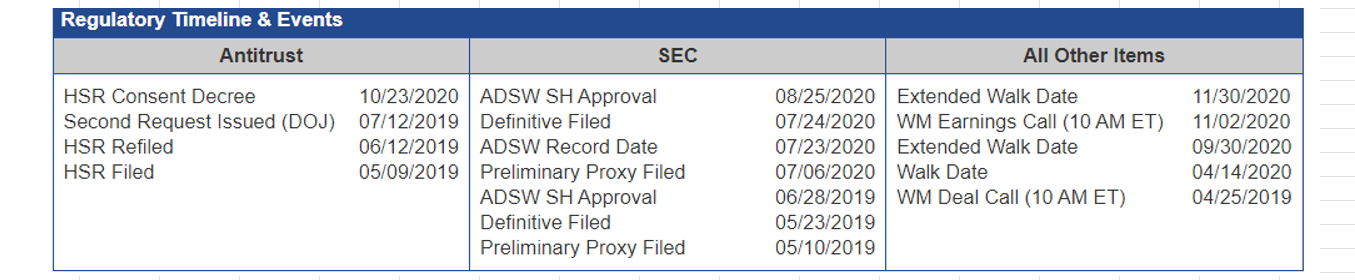 Regulatory Timeline & Events
Antitrust
HSR Consent Decree 10/23/2020
Second Request Issued (DOJ) 07/12/2019
HSR Refiled 06/12/2019
HSR Filed 05/09/2019
SEC
ADSW SH Approval 08/25/2020
Definitive Filed 07/24/2020
ADSW Record Date 07/23/2020
Preliminary Proxy Filed 07/06/2020
ADSW SH Approval 06/28/2019
Definitive Filed 05/23/2019
Preliminary Proxy Filed 05/10/2019
All Other Items
Extended Walk Date 11/30/2020
WM Earnings Call (10 AM ET) 11/02/2020
Extended Walk Date 09/30/2020
Walk Date 04/14/2020
WM Deal Call (10 AM ET) 04/25/2019